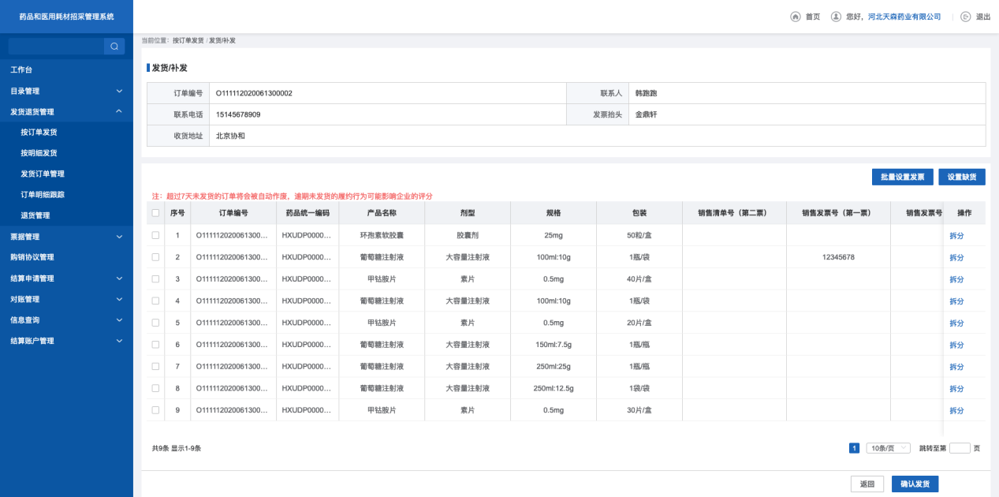 药品和医用耗材招采管理系统
首页 您好, 河北天森药业有限公司 退出
当前位置: 按订单发货 / 发货/补发
工作台
目录管理
发货退货管理
按订单发货
按明细发货
发货订单管理
订单明细跟踪
退货管理
票据管理
购销协议管理
结算申请管理
对账管理
信息查询
结算账户管理
发货/补发
订单编号 O111112020061300002 联系人 韩跑跑
联系电话 15145678909 发票抬头 金鼎轩
收货地址 北京协和
批量设置发票 设置缺货
注: 超过7天未发货的订单将会被自动作废, 逾期未发货的履约行为可能影响企业的评分
序号 订单编号 药品统一编码 产品名称 剂型 规格 包装 销售清单号 (第二票) 销售发票号 (第一票) 销售发票号 操作
1 O111112020061300... HXUDP0000... 环孢素软胶囊 胶囊剂 25mg 50粒/盒 拆分
2 O111112020061300... HXUDP0000... 葡萄糖注射液 大容量注射液 100ml:10g 1瓶/袋 12345678 拆分
3 O111112020061300... HXUDP0000... 甲钴胺片 素片 0.5mg 40片/盒 拆分
4 O111112020061300... HXUDP0000... 葡萄糖注射液 大容量注射液 100ml:10g 1瓶/袋 拆分
5 O111112020061300... HXUDP0000... 甲钴胺片 素片 0.5mg 20片/盒 拆分
6 O111112020061300... HXUDP0000... 葡萄糖注射液 大容量注射液 150ml:7.5g 1瓶/瓶 拆分
7 O111112020061300... HXUDP0000... 葡萄糖注射液 大容量注射液 250ml:25g 1瓶/瓶 拆分
8 O111112020061300... HXUDP0000... 葡萄糖注射液 大容量注射液 250ml:12.5g 1袋/袋 拆分
9 O111112020061300... HXUDP0000... 甲钴胺片 素片 0.5mg 30片/盒 拆分
共9条 显示1-9条 1 10条/页 跳转至第 页
返回 确认发货